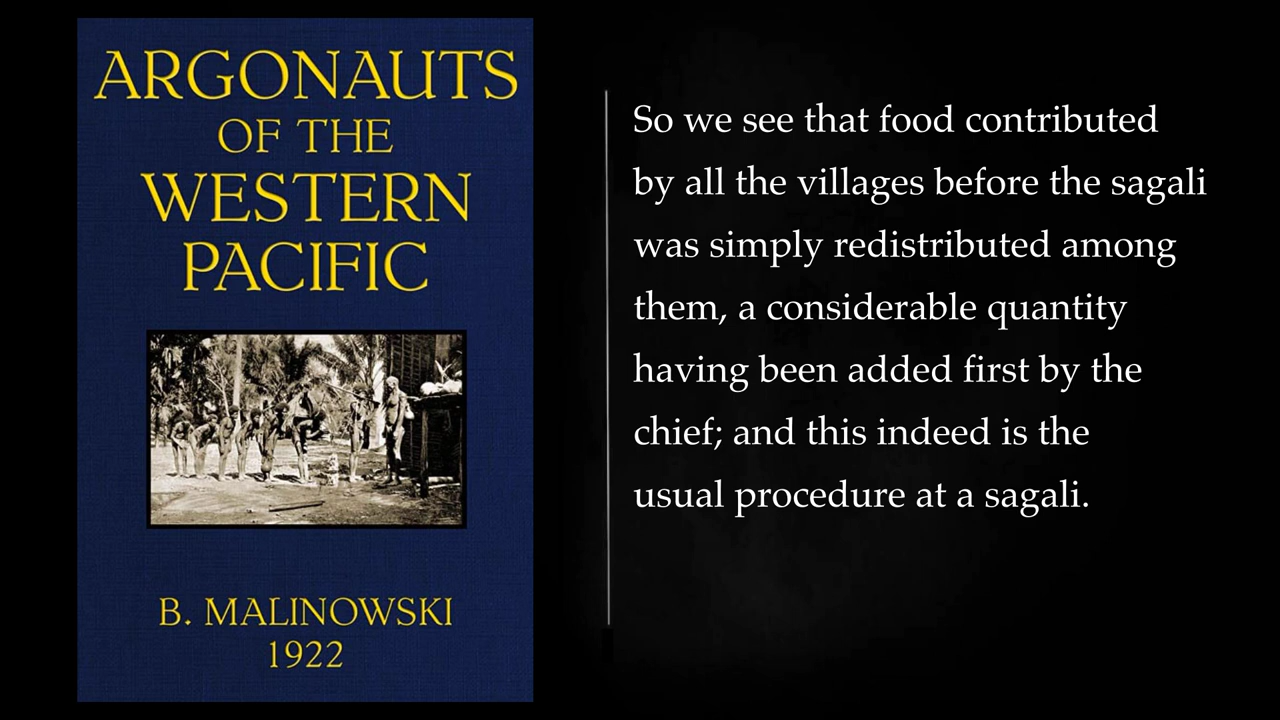 ARGONAUTS
OF THE
WESTERN
PACIFIC
B. MALINOWSKI
1922
So we see that food contributed
by all the villages before the sagali
was simply redistributed among
them, a considerable quantity
having been added first by the
chief; and this indeed is the
usual procedure at a sagali.